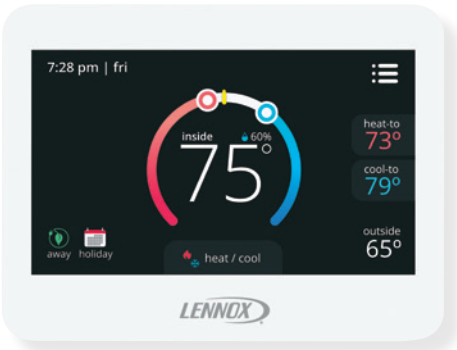 7:28 pm | fri
inside
60%
75°
heat-to
73°
cool-to
79°
outside
65°
away
holiday
heat / cool
LENNOX